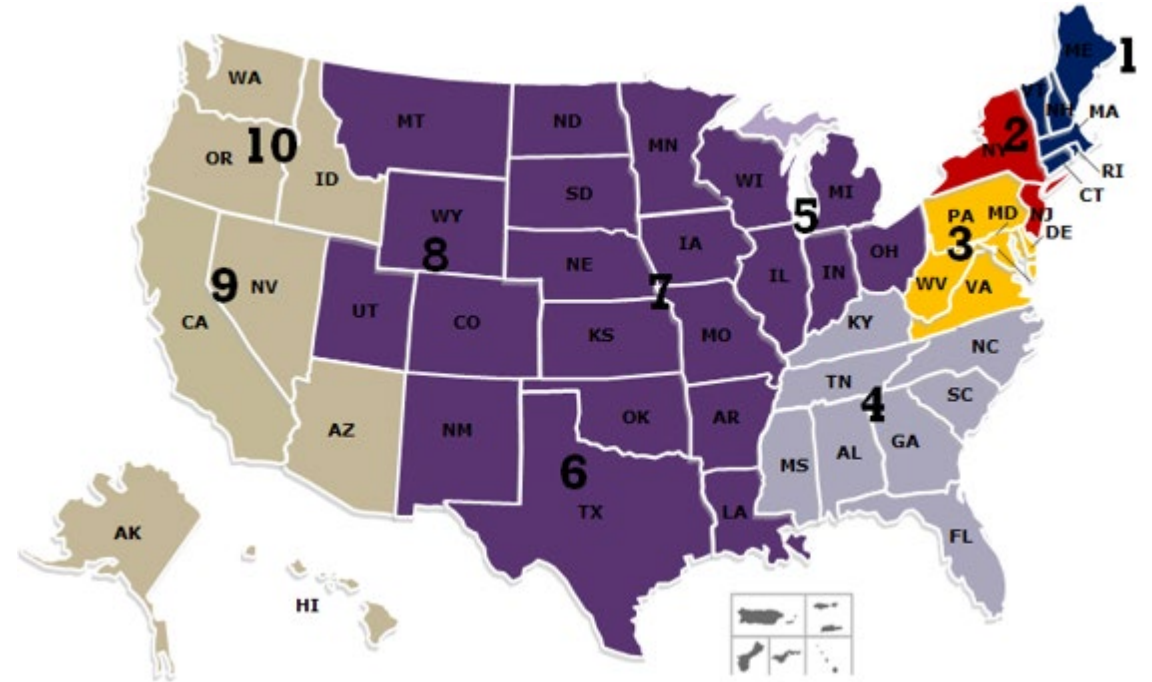 ME
1
WA
VT
NH
MA
MT
ND
MN
2
NY
OR
10
ID
WI
MI
RI
CT
SD
WY
5
PA
MD
NJ
DE
3
8
IA
OH
NE
IL
IN
WV
VA
9
NV
7
UT
CO
KS
MO
KY
CA
NC
TN
4
SC
AZ
NM
OK
AR
GA
MS
AL
6
TX
LA
AK
FL
HI